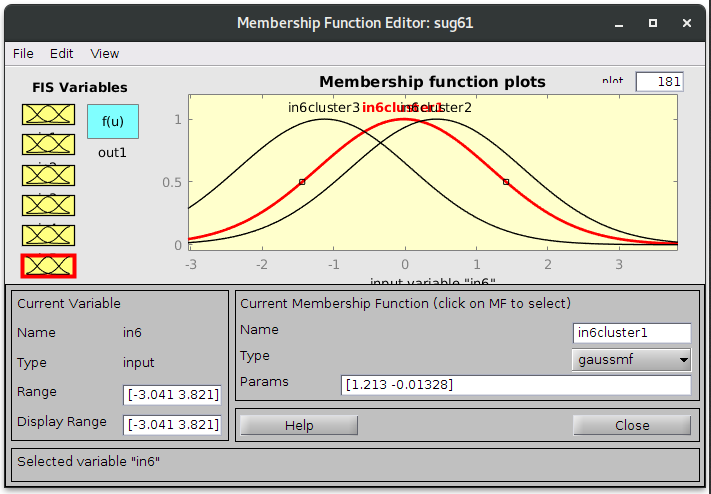 Membership Function Editor: sug61
File Edit View
FIS Variables
f(u)
out1
Membership function plots
181
in6cluster3 in6cluster1 in6cluster2
1
0.5
0
-3 -2 -1 0 1 2 3
input variable "in6"
Current Variable
Name in6
Type input
Range [-3.041 3.821]
Display Range [-3.041 3.821]
Current Membership Function (click on MF to select)
Name in6cluster1
Type gaussmf
Params [1.213 -0.01328]
Help Close
Selected variable "in6"